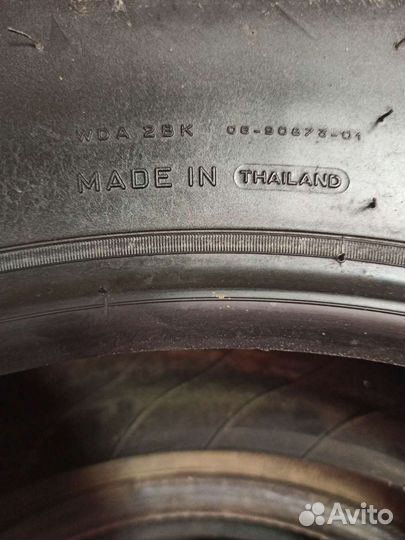 WDA 2BK 06-90673-01
MADE IN THAILAND
Avito